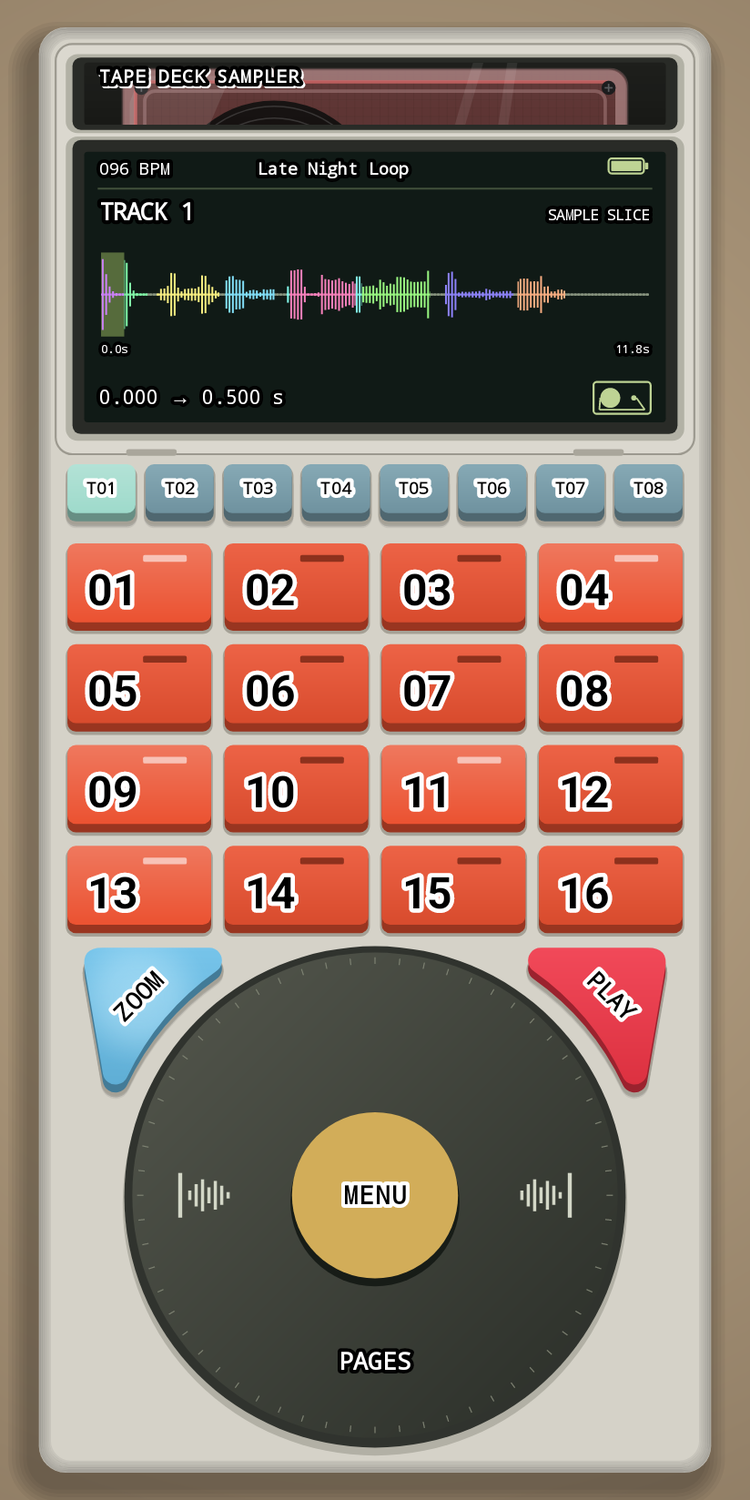 TAPE DECK SAMPLER
096 BPM Late Night Loop
TRACK 1 SAMPLE SLICE
0.0s 11.8s
0.000 → 0.500 s
T01 T02 T03 T04 T05 T06 T07 T08
01 02 03 04
05 06 07 08
09 10 11 12
13 14 15 16
ZOOM PLAY
MENU
PAGES